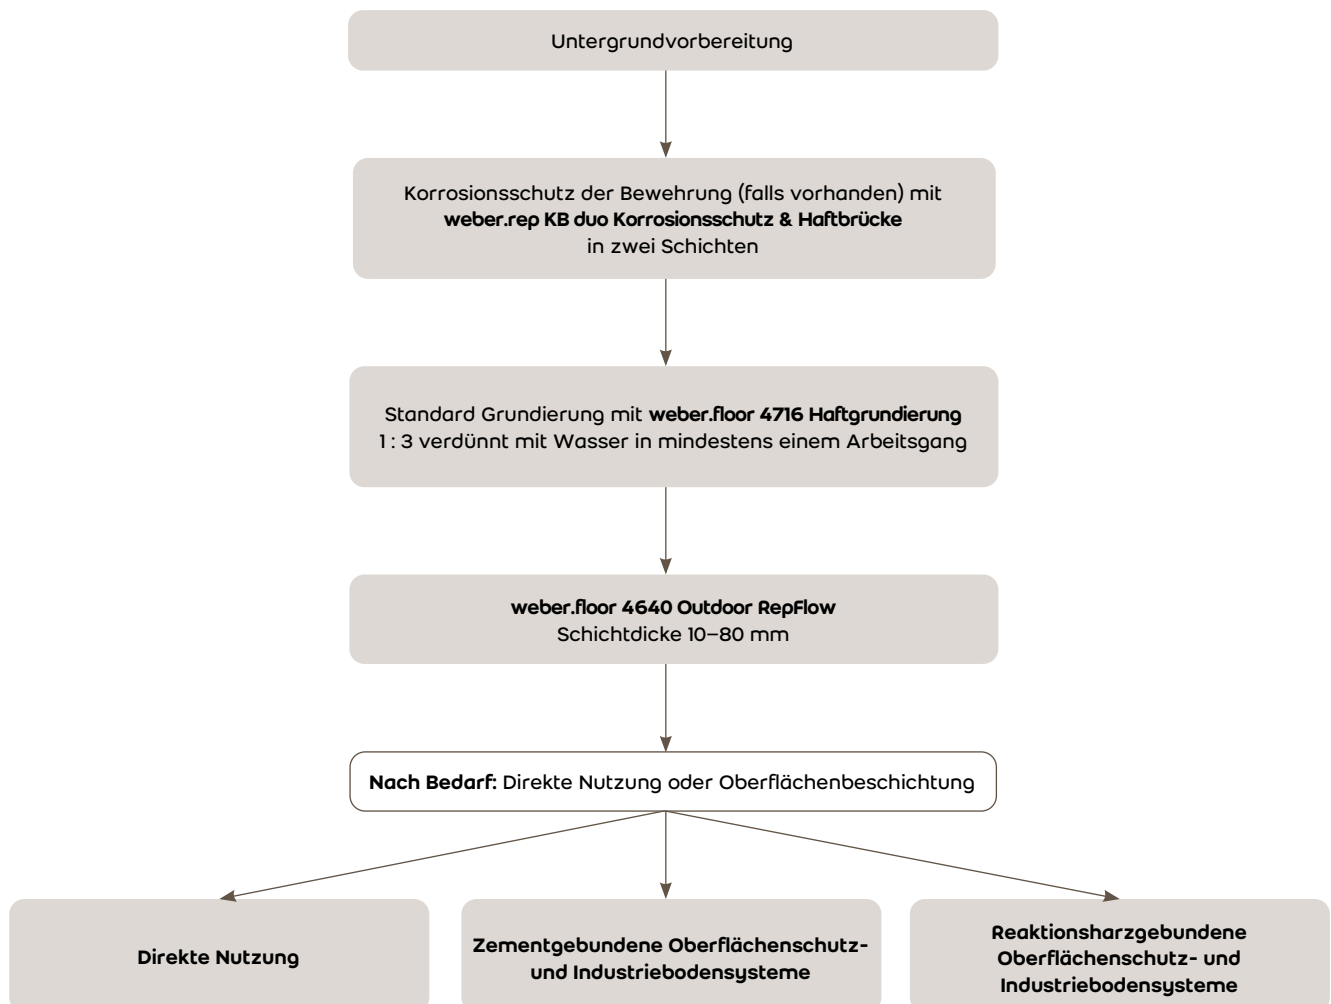 Untergrundvorbereitung
Korrosionsschutz der Bewehrung (falls vorhanden) mit
weber.rep KB duo Korrosionsschutz & Haftbrücke
in zwei Schichten
Standard Grundierung mit weber.floor 4716 Haftgrundierung
1 : 3 verdünnt mit Wasser in mindestens einem Arbeitsgang
weber.floor 4640 Outdoor RepFlow
Schichtdicke 10–80 mm
Nach Bedarf: Direkte Nutzung oder Oberflächenbeschichtung
Direkte Nutzung
Zementgebundene Oberflächenschutz-
und Industriebodensysteme
Reaktionsharzgebundene
Oberflächenschutz- und
Industriebodensysteme